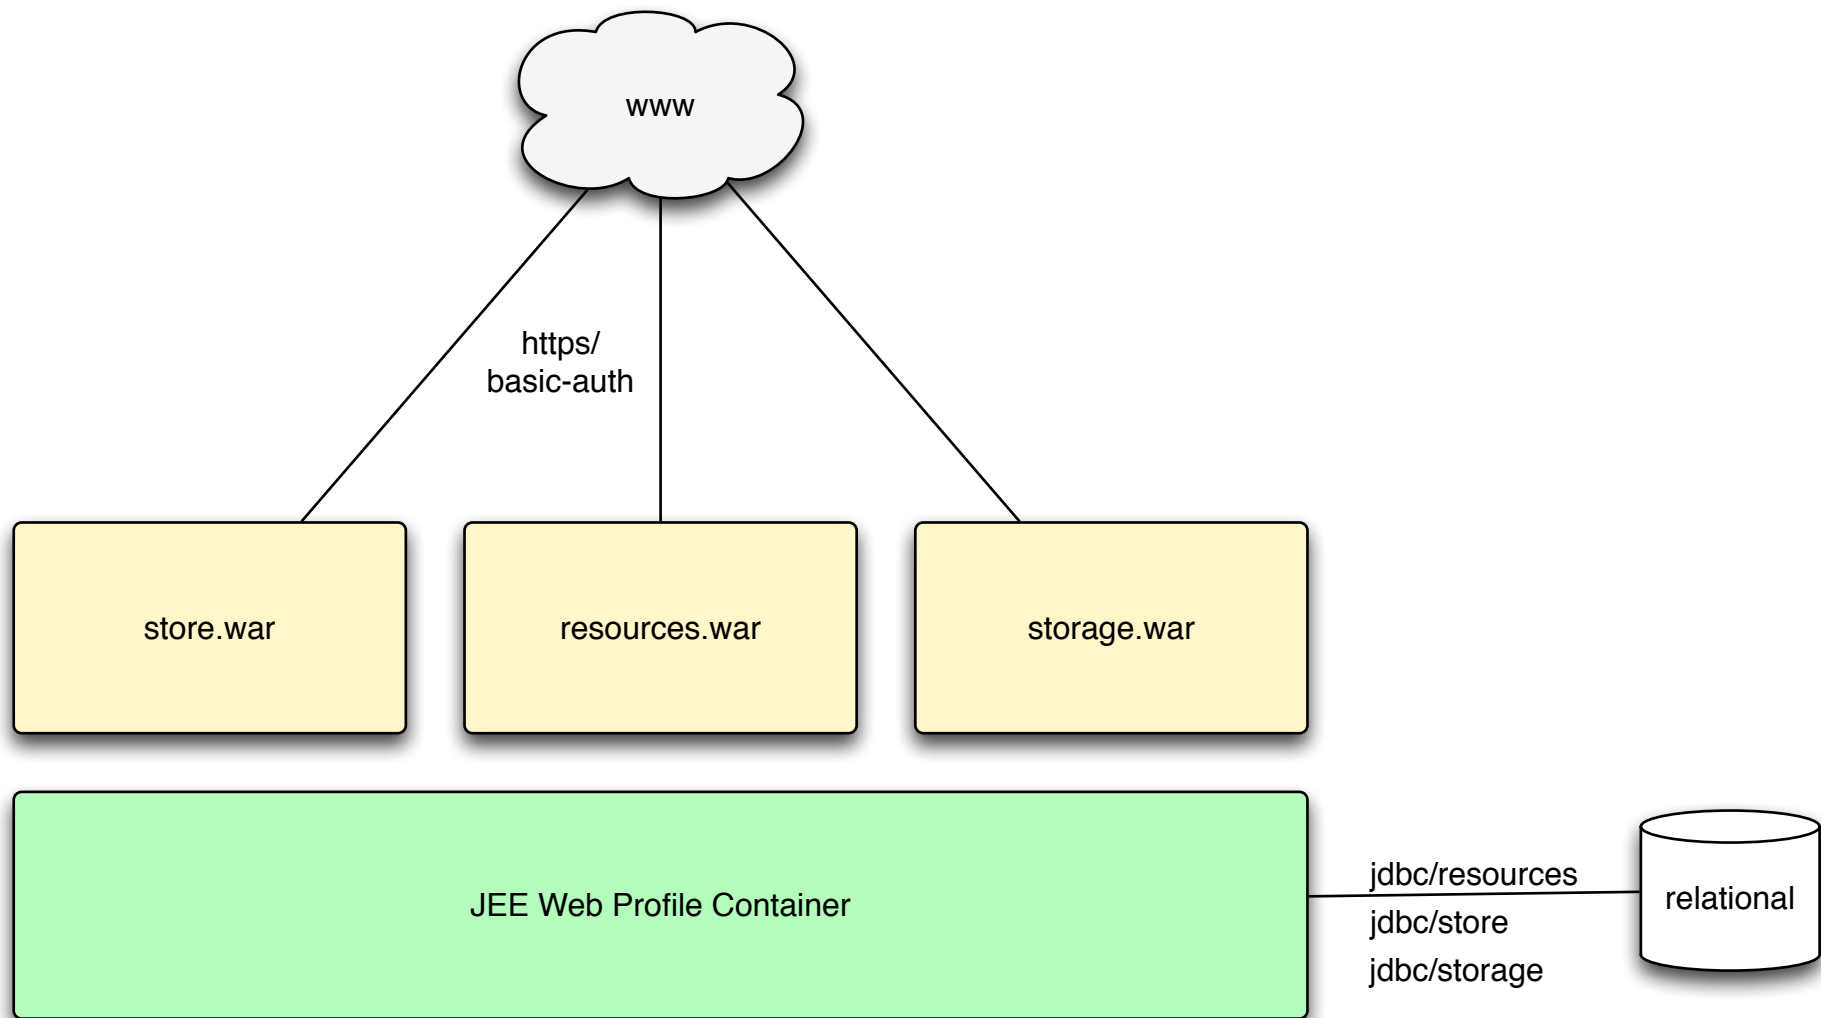 www
https/
basic-auth
store.war
resources.war
storage.war
JEE Web Profile Container
jdbc/resources
jdbc/store
jdbc/storage
relational